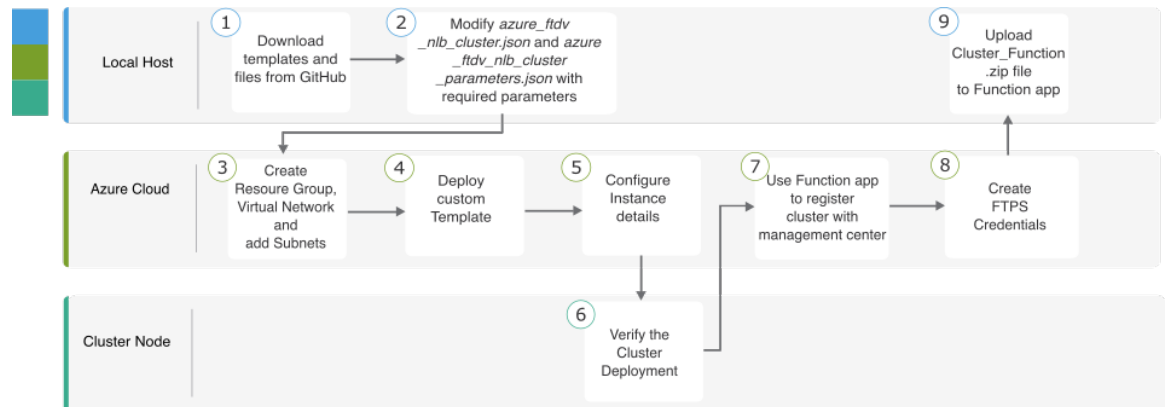 Local Host
1
Download
templates and
files from GitHub
2
Modify azure_ftdv
_nlb_cluster.json and azure
_ftdv_nlb_cluster
_parameters.json with
required parameters
9
Upload
Cluster_Function
.zip file
to Function app
Azure Cloud
3
Create
Resoure Group,
Virtual Network
and
add Subnets
4
Deploy
custom
Template
5
Configure
Instance
details
7
Use Function app
to register
cluster with
management center
8
Create
FTPS
Credentials
Cluster Node
6
Verify the
Cluster
Deployment